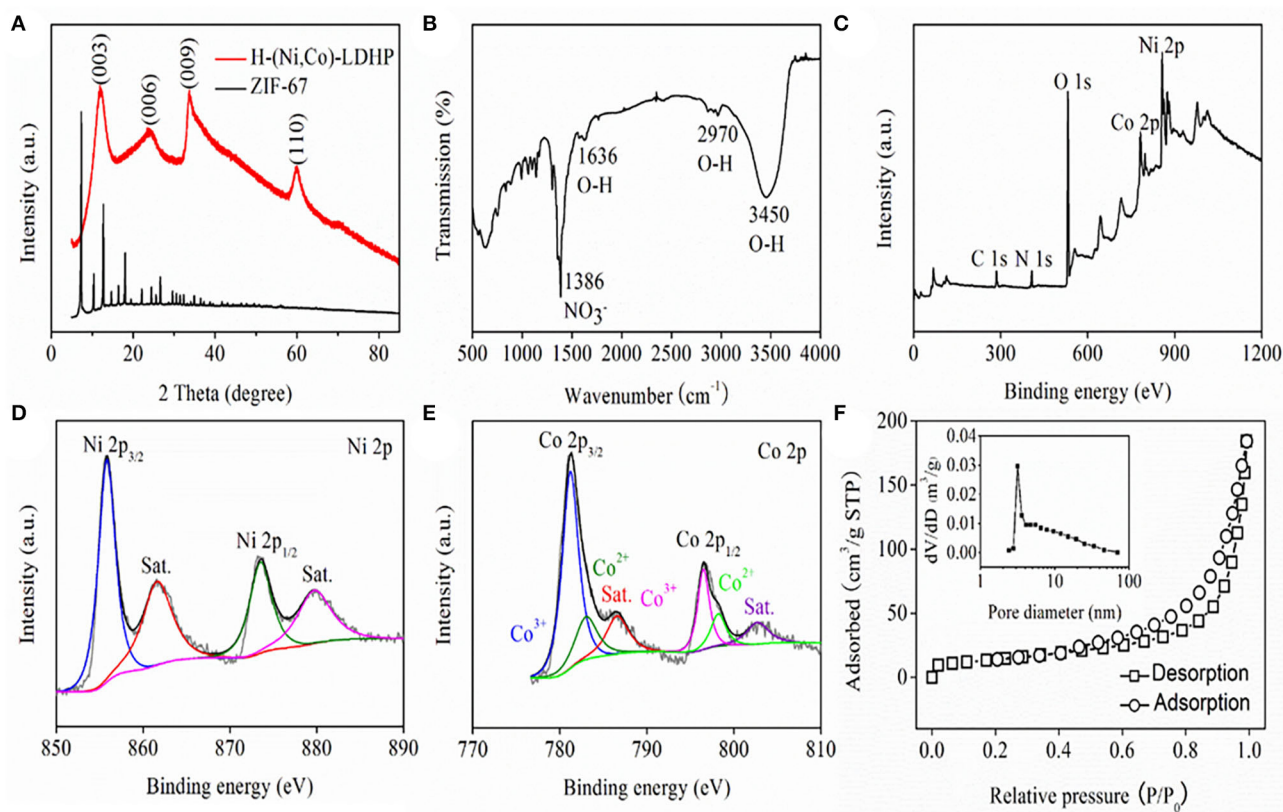 A
H-(Ni,Co)-LDHP
ZIF-67
(003)
(006)
(009)
(110)
Intensity (a.u.)
0 20 40 60 80
2 Theta (degree)
B
Transmission (%)
1636
O-H
2970
O-H
3450
O-H
1386
NO₃⁻
500 1000 1500 2000 2500 3000 3500 4000
Wavenumber (cm⁻¹)
C
Ni 2p
O 1s
Co 2p
C 1s N 1s
Intensity (a.u.)
0 300 600 900 1200
Binding energy (eV)
D
Ni 2p₃/₂
Ni 2p
Sat.
Ni 2p₁/₂
Sat.
Intensity (a.u.)
850 860 870 880 890
Binding energy (eV)
E
Co 2p₃/₂
Co 2p
Co 2p₁/₂
Co²⁺
Sat.
Co³⁺
Co²⁺
Sat.
Co³⁺
Intensity (a.u.)
770 780 790 800 810
Binding energy (eV)
F
200
150
100
50
0
Adsorbed (cm³/g STP)
0.04
0.03
0.02
0.01
0.00
dV/dD (m³/g)
1 10 100
Pore diameter (nm)
Desorption
Adsorption
0.0 0.2 0.4 0.6 0.8 1.0
Relative pressure (P/P₀)